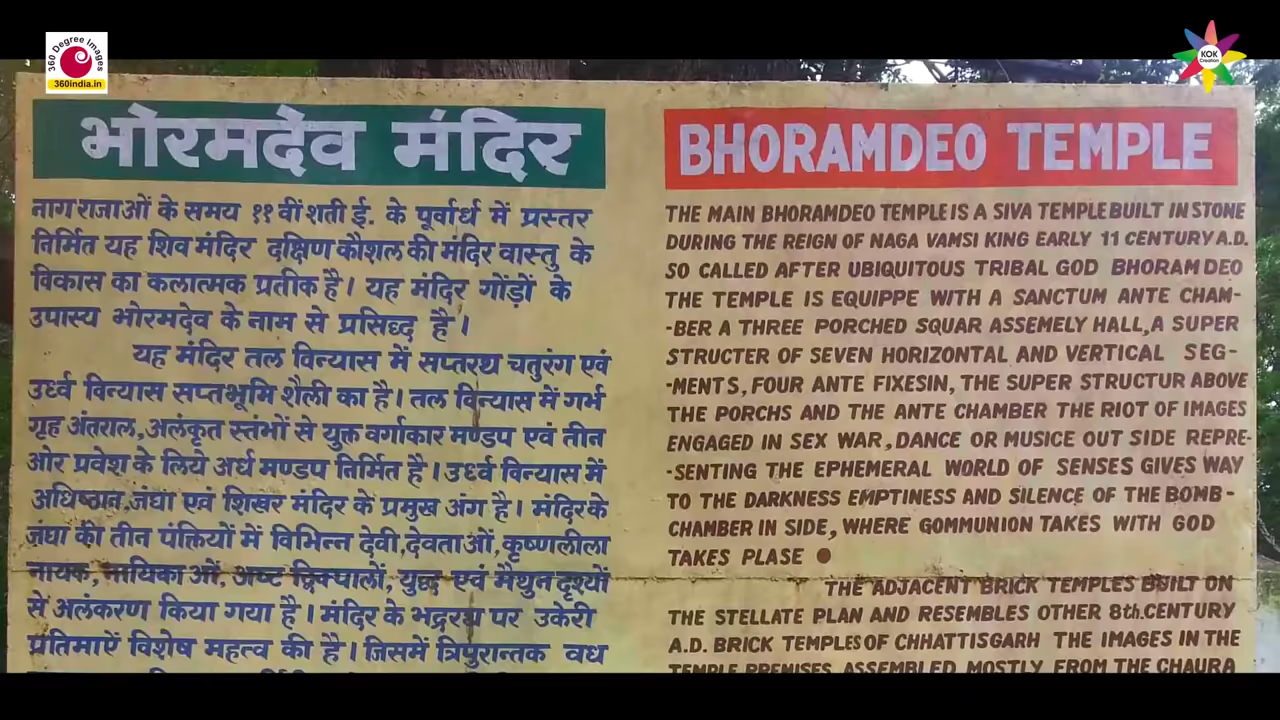 360 Degree Images
360india.in
KOK
Creation
भोरमदेव मंदिर
नाग राजाओं के समय ११ वीं शती ई. के पूर्वार्ध में प्रस्तर
निर्मित यह शिव मंदिर दक्षिण कौशल की मंदिर वास्तु के
विकास का कलात्मक प्रतीक है। यह मंदिर गोंड़ों के
उपास्य भोरमदेव के नाम से प्रसिध्द है।
यह मंदिर तल विन्यास में सप्तरथ चतुरंग एवं
उर्ध्व विन्यास सप्तभूमि शैली का है। तल विन्यास में गर्भ
गृह अंतराल,अलंकृत स्तंभों से युक्त वर्गाकार मण्डप एवं तीन
ओर प्रवेश के लिये अर्ध मण्डप निर्मित है। उर्ध्व विन्यास में
अधिष्ठान,जंघा एवं शिखर मंदिर के प्रमुख अंग है। मंदिर के
जंघा की तीन पंक्तियों में विभिन्न देवी,देवताओं,कृष्णलीला
नायक,नायिकाओं,अष्ट दिक्पालों,युद्ध एवं मैथुन दृश्यों
से अलंकरण किया गया है। मंदिर के भद्ररथ पर उकेरी
प्रतिमाऐं विशेष महत्व की है। जिसमें त्रिपुरान्तक वध
BHORAMDEO TEMPLE
THE MAIN BHORAMDEO TEMPLE IS A SIVA TEMPLE BUILT IN STONE
DURING THE REIGN OF NAGA VAMSI KING EARLY 11 CENTURY A.D.
SO CALLED AFTER UBIQUITOUS TRIBAL GOD BHORAM DEO
THE TEMPLE IS EQUIPPE WITH A SANCTUM ANTE CHAM-
-BER A THREE PORCHED SQUAR ASSEMELY HALL,A SUPER
STRUCTER OF SEVEN HORIZONTAL AND VERTICAL SEG-
-MENTS, FOUR ANTE FIXESIN, THE SUPER STRUCTUR ABOVE
THE PORCHS AND THE ANTE CHAMBER THE RIOT OF IMAGES
ENGAGED IN SEX WAR, DANCE OR MUSICE OUT SIDE REPRE-
-SENTING THE EPHEMERAL WORLD OF SENSES GIVES WAY
TO THE DARKNESS EMPTINESS AND SILENCE OF THE BOMB-
CHAMBER IN SIDE, WHERE GOMMUNION TAKES WITH GOD
TAKES PLASE ●
THE ADJACENT BRICK TEMPLES BUILT ON
THE STELLATE PLAN AND RESEMBLES OTHER 8th.CENTURY
A.D. BRICK TEMPLES OF CHHATTISGARH THE IMAGES IN THE
TEMPLE PREMISES ASSEMBLED MOSTLY FROM THE CHAURA